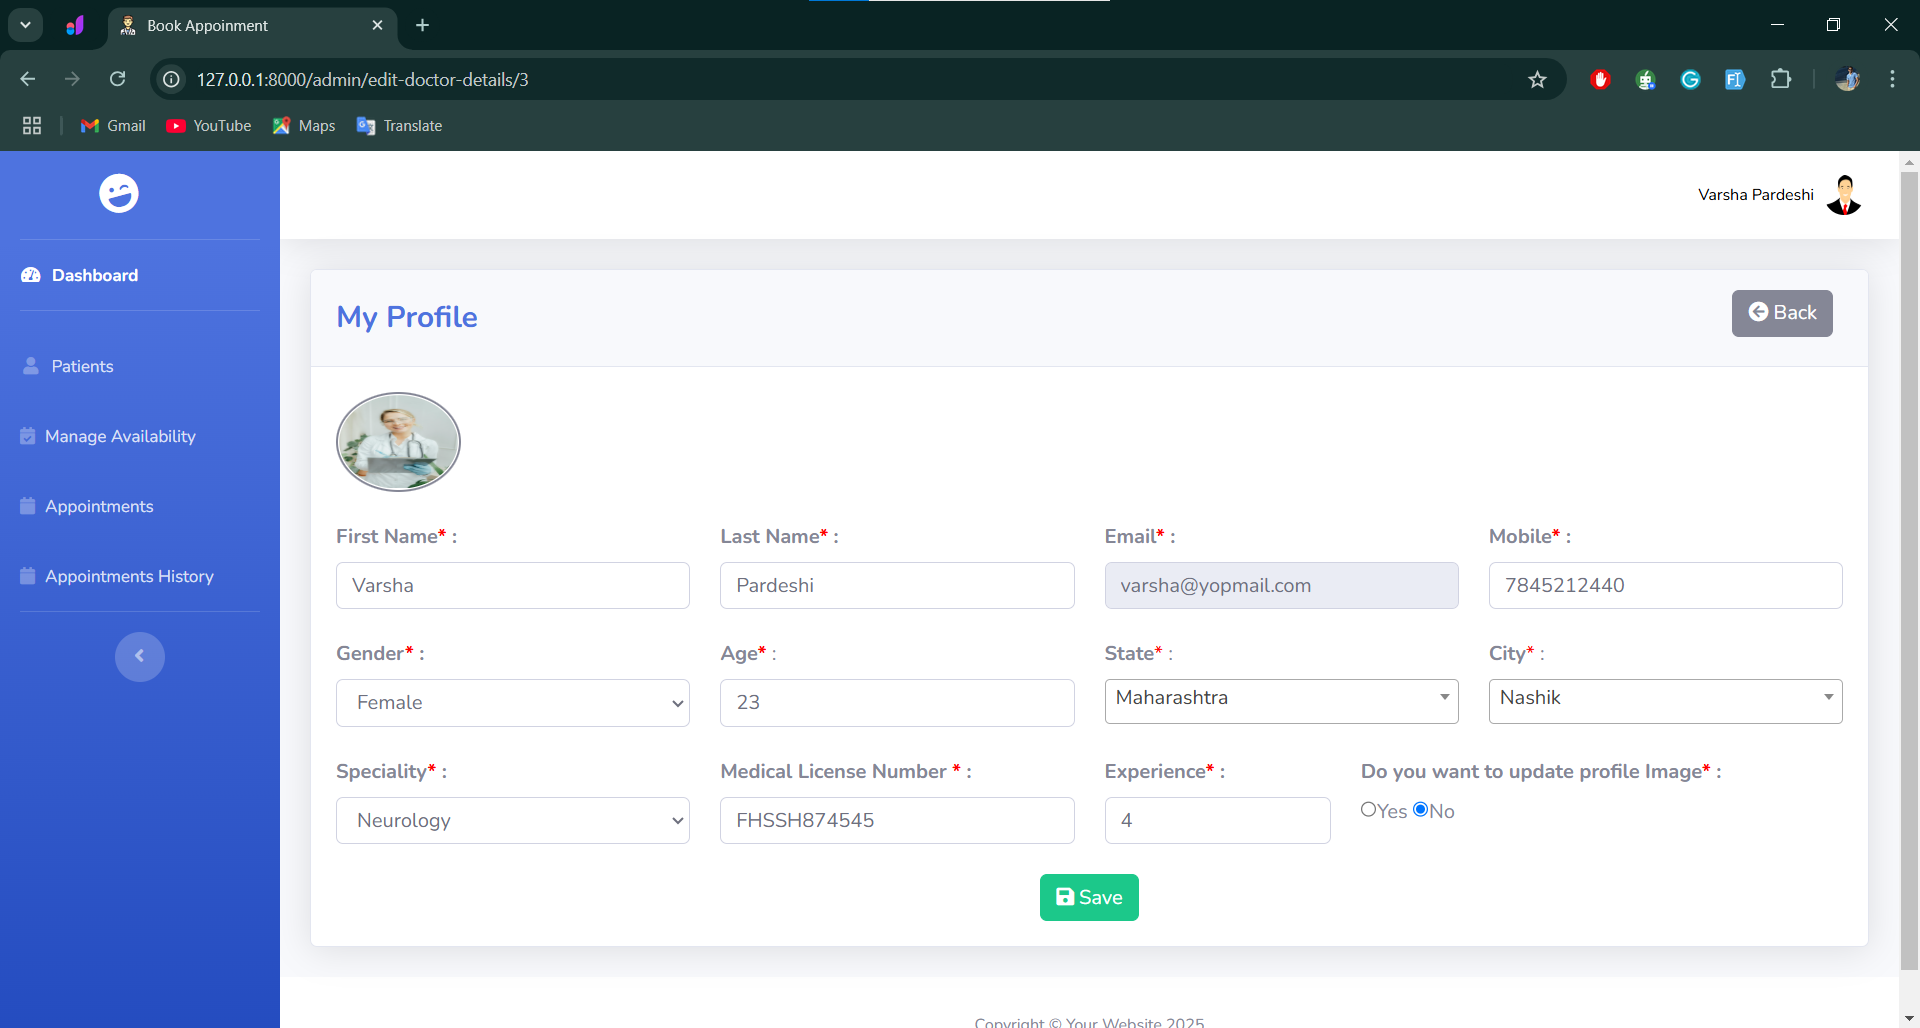 Book Appoinment
127.0.0.1:8000/admin/edit-doctor-details/3
Gmail YouTube Maps Translate
Varsha Pardeshi
Dashboard
Patients
Manage Availability
Appointments
Appointments History
My Profile
Back
First Name* : Last Name* : Email* : Mobile* :
Varsha Pardeshi varsha@yopmail.com 7845212440
Gender* : Age* : State* : City* :
Female 23 Maharashtra Nashik
Speciality* : Medical License Number * : Experience* : Do you want to update profile Image* :
Neurology FHSSH874545 4 Yes No
Save
Copyright © Your Website 2025